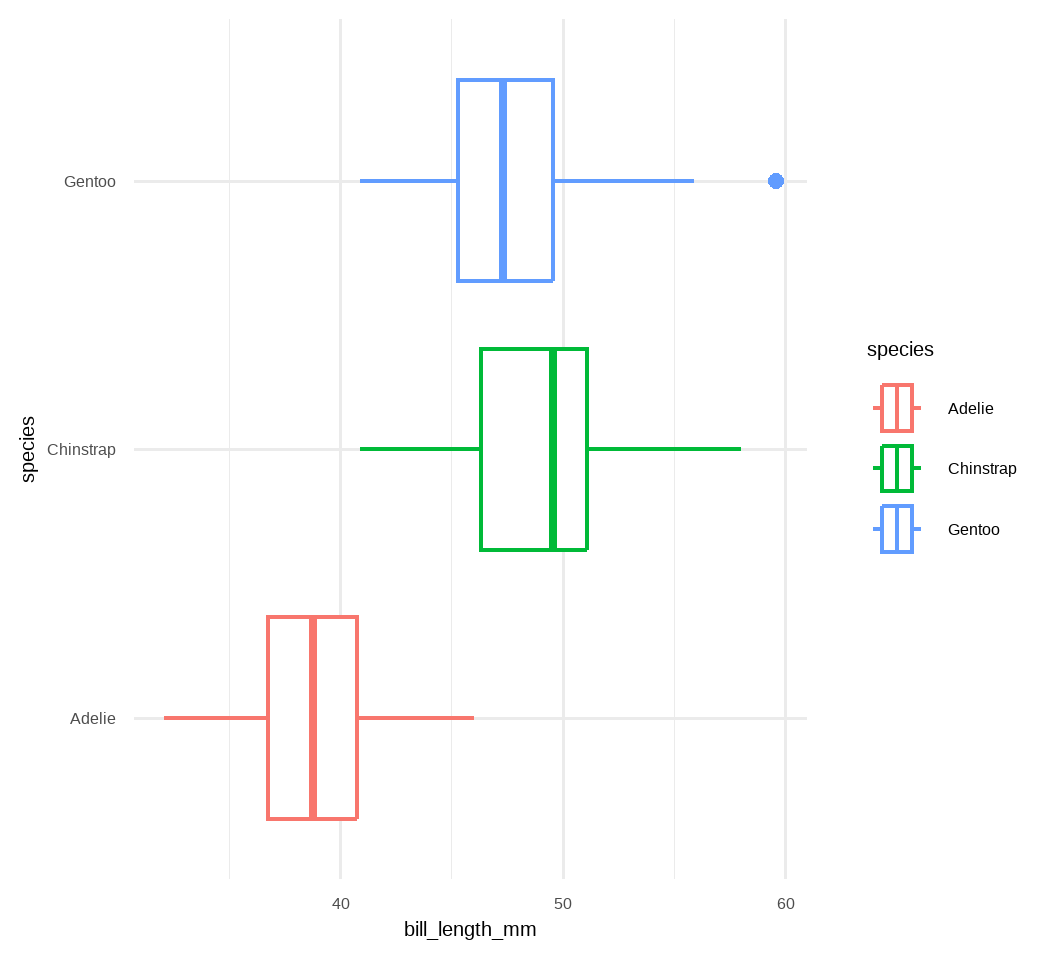 Gentoo
Chinstrap
Adelie
species
40
50
60
bill_length_mm
species
Adelie
Chinstrap
Gentoo